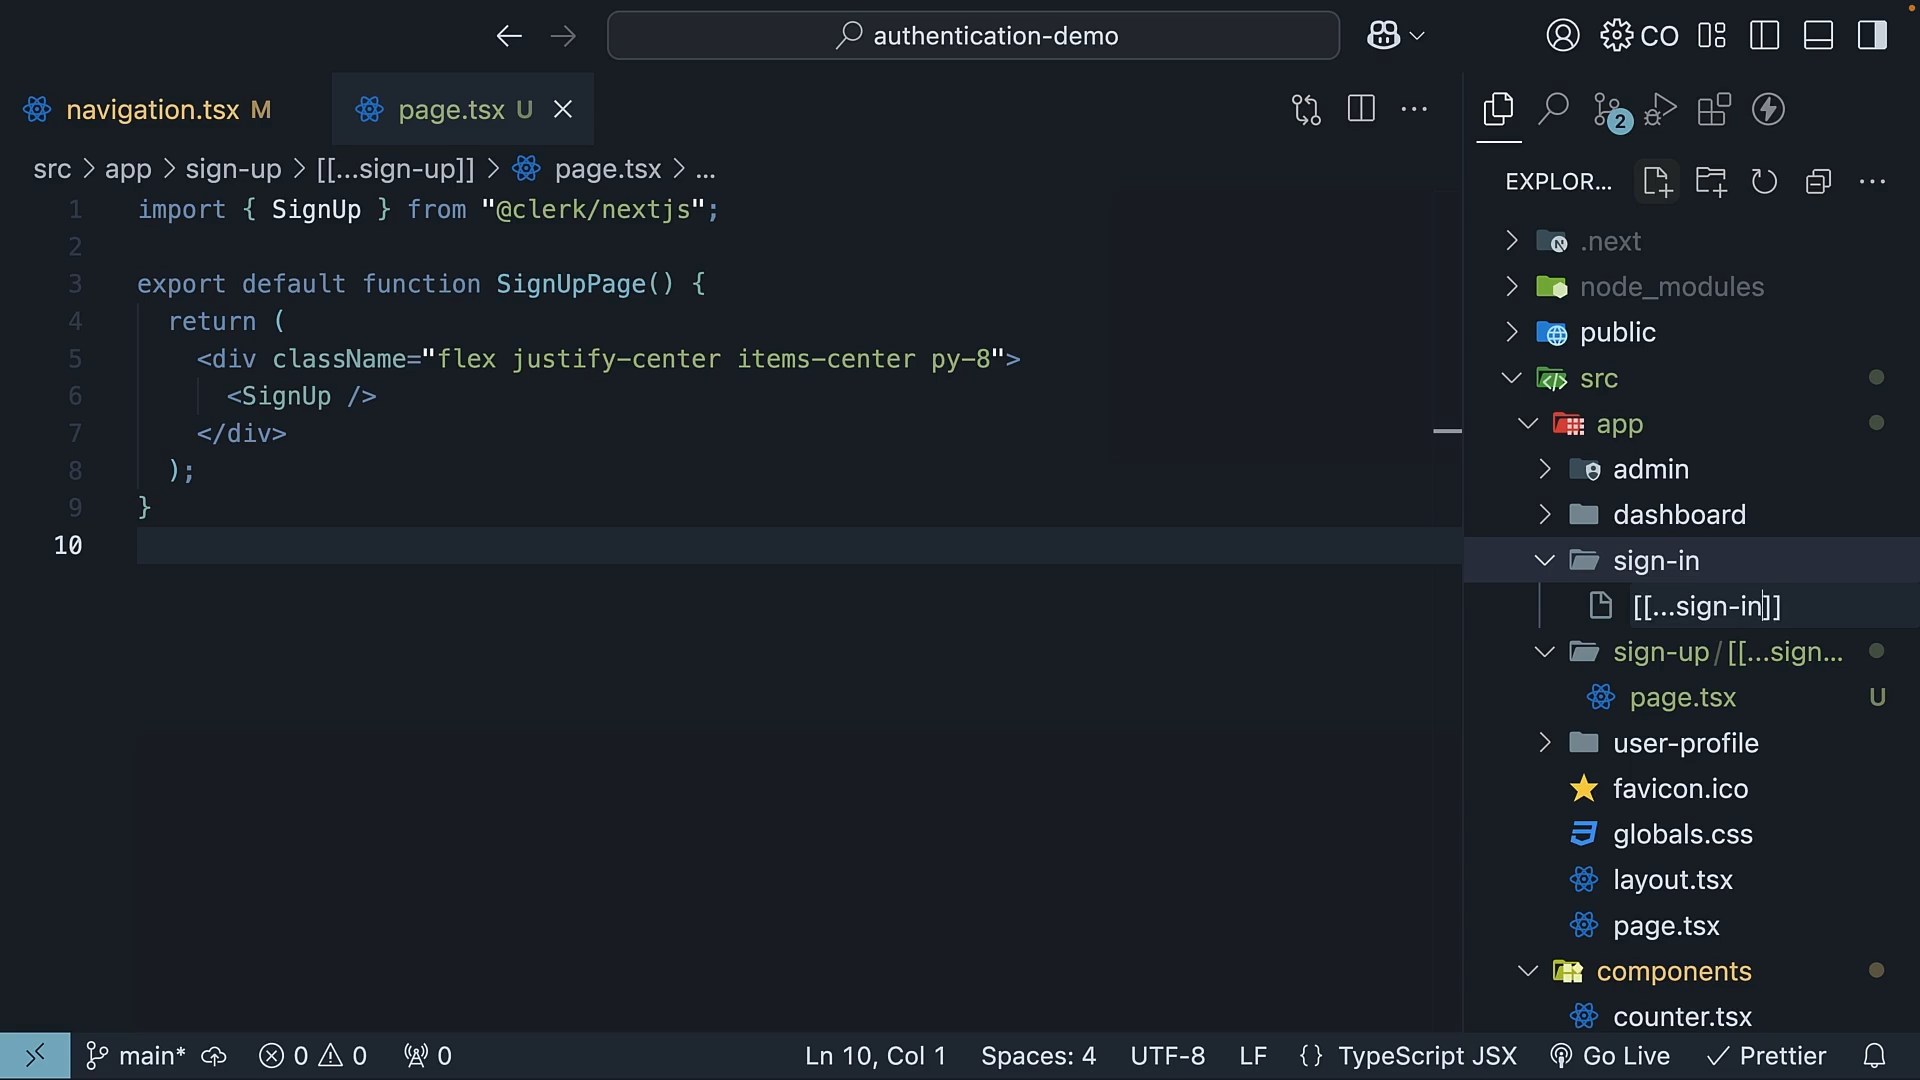 authentication-demo
CO
navigation.tsx M
page.tsx U
src > app > sign-up > [[...sign-up]] > page.tsx > ...
1 import { SignUp } from "@clerk/nextjs";
2
3 export default function SignUpPage() {
4 return (
5 <div className="flex justify-center items-center py-8">
6 <SignUp />
7 </div>
8 );
9 }
10
2
EXPLOR...
.next
node_modules
public
src
app
admin
dashboard
sign-in
[[...sign-in]]
sign-up/[[...sign...
page.tsx U
user-profile
favicon.ico
globals.css
layout.tsx
page.tsx
components
counter.tsx
main* 0 0 0 Ln 10, Col 1 Spaces: 4 UTF-8 LF {} TypeScript JSX Go Live Prettier